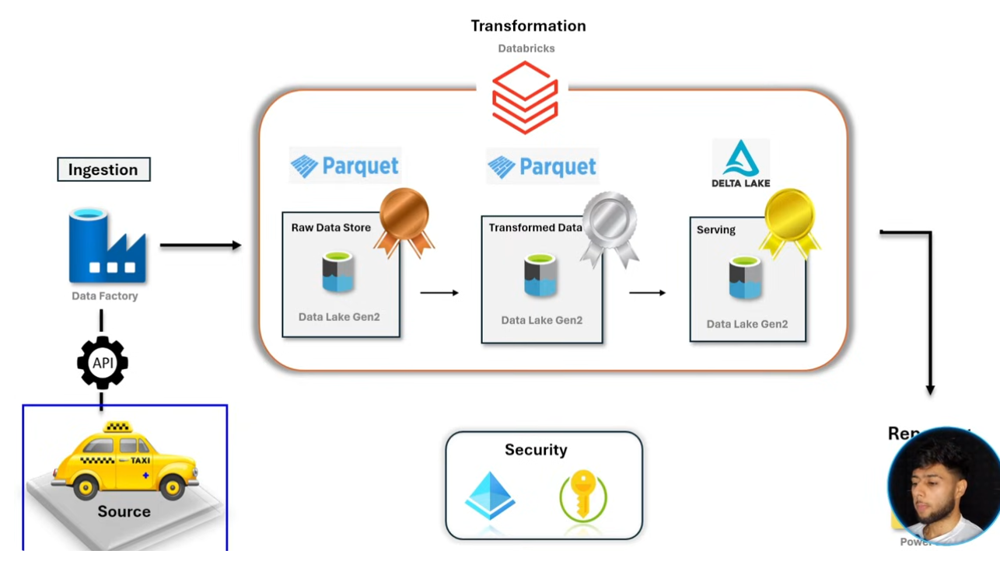 Transformation
Databricks
Ingestion
Data Factory
API
TAXI
Source
Parquet
Raw Data Store
Data Lake Gen2
Parquet
Transformed Data
Data Lake Gen2
DELTA LAKE
Serving
Data Lake Gen2
Security